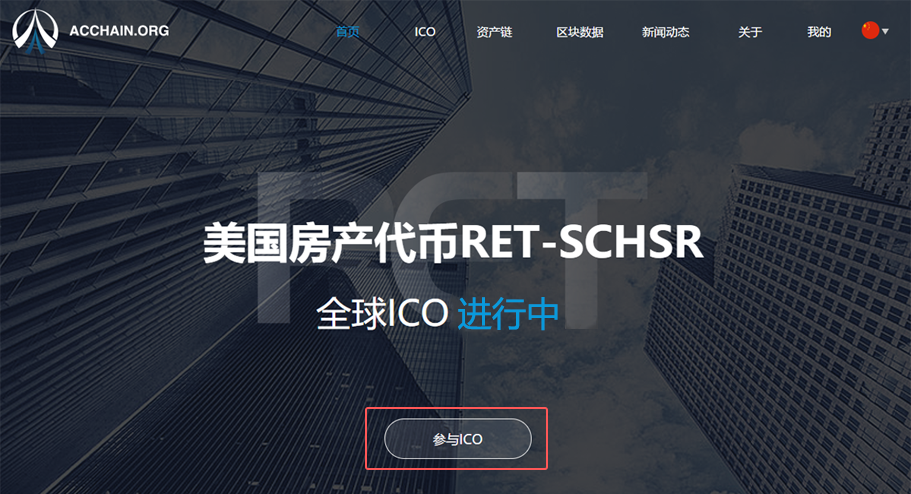 ACCHAIN.ORG
首页 ICO 资产链 区块数据 新闻动态 关于 我的
RET
美国房产代币RET-SCHSR
全球ICO 进行中
参与ICO